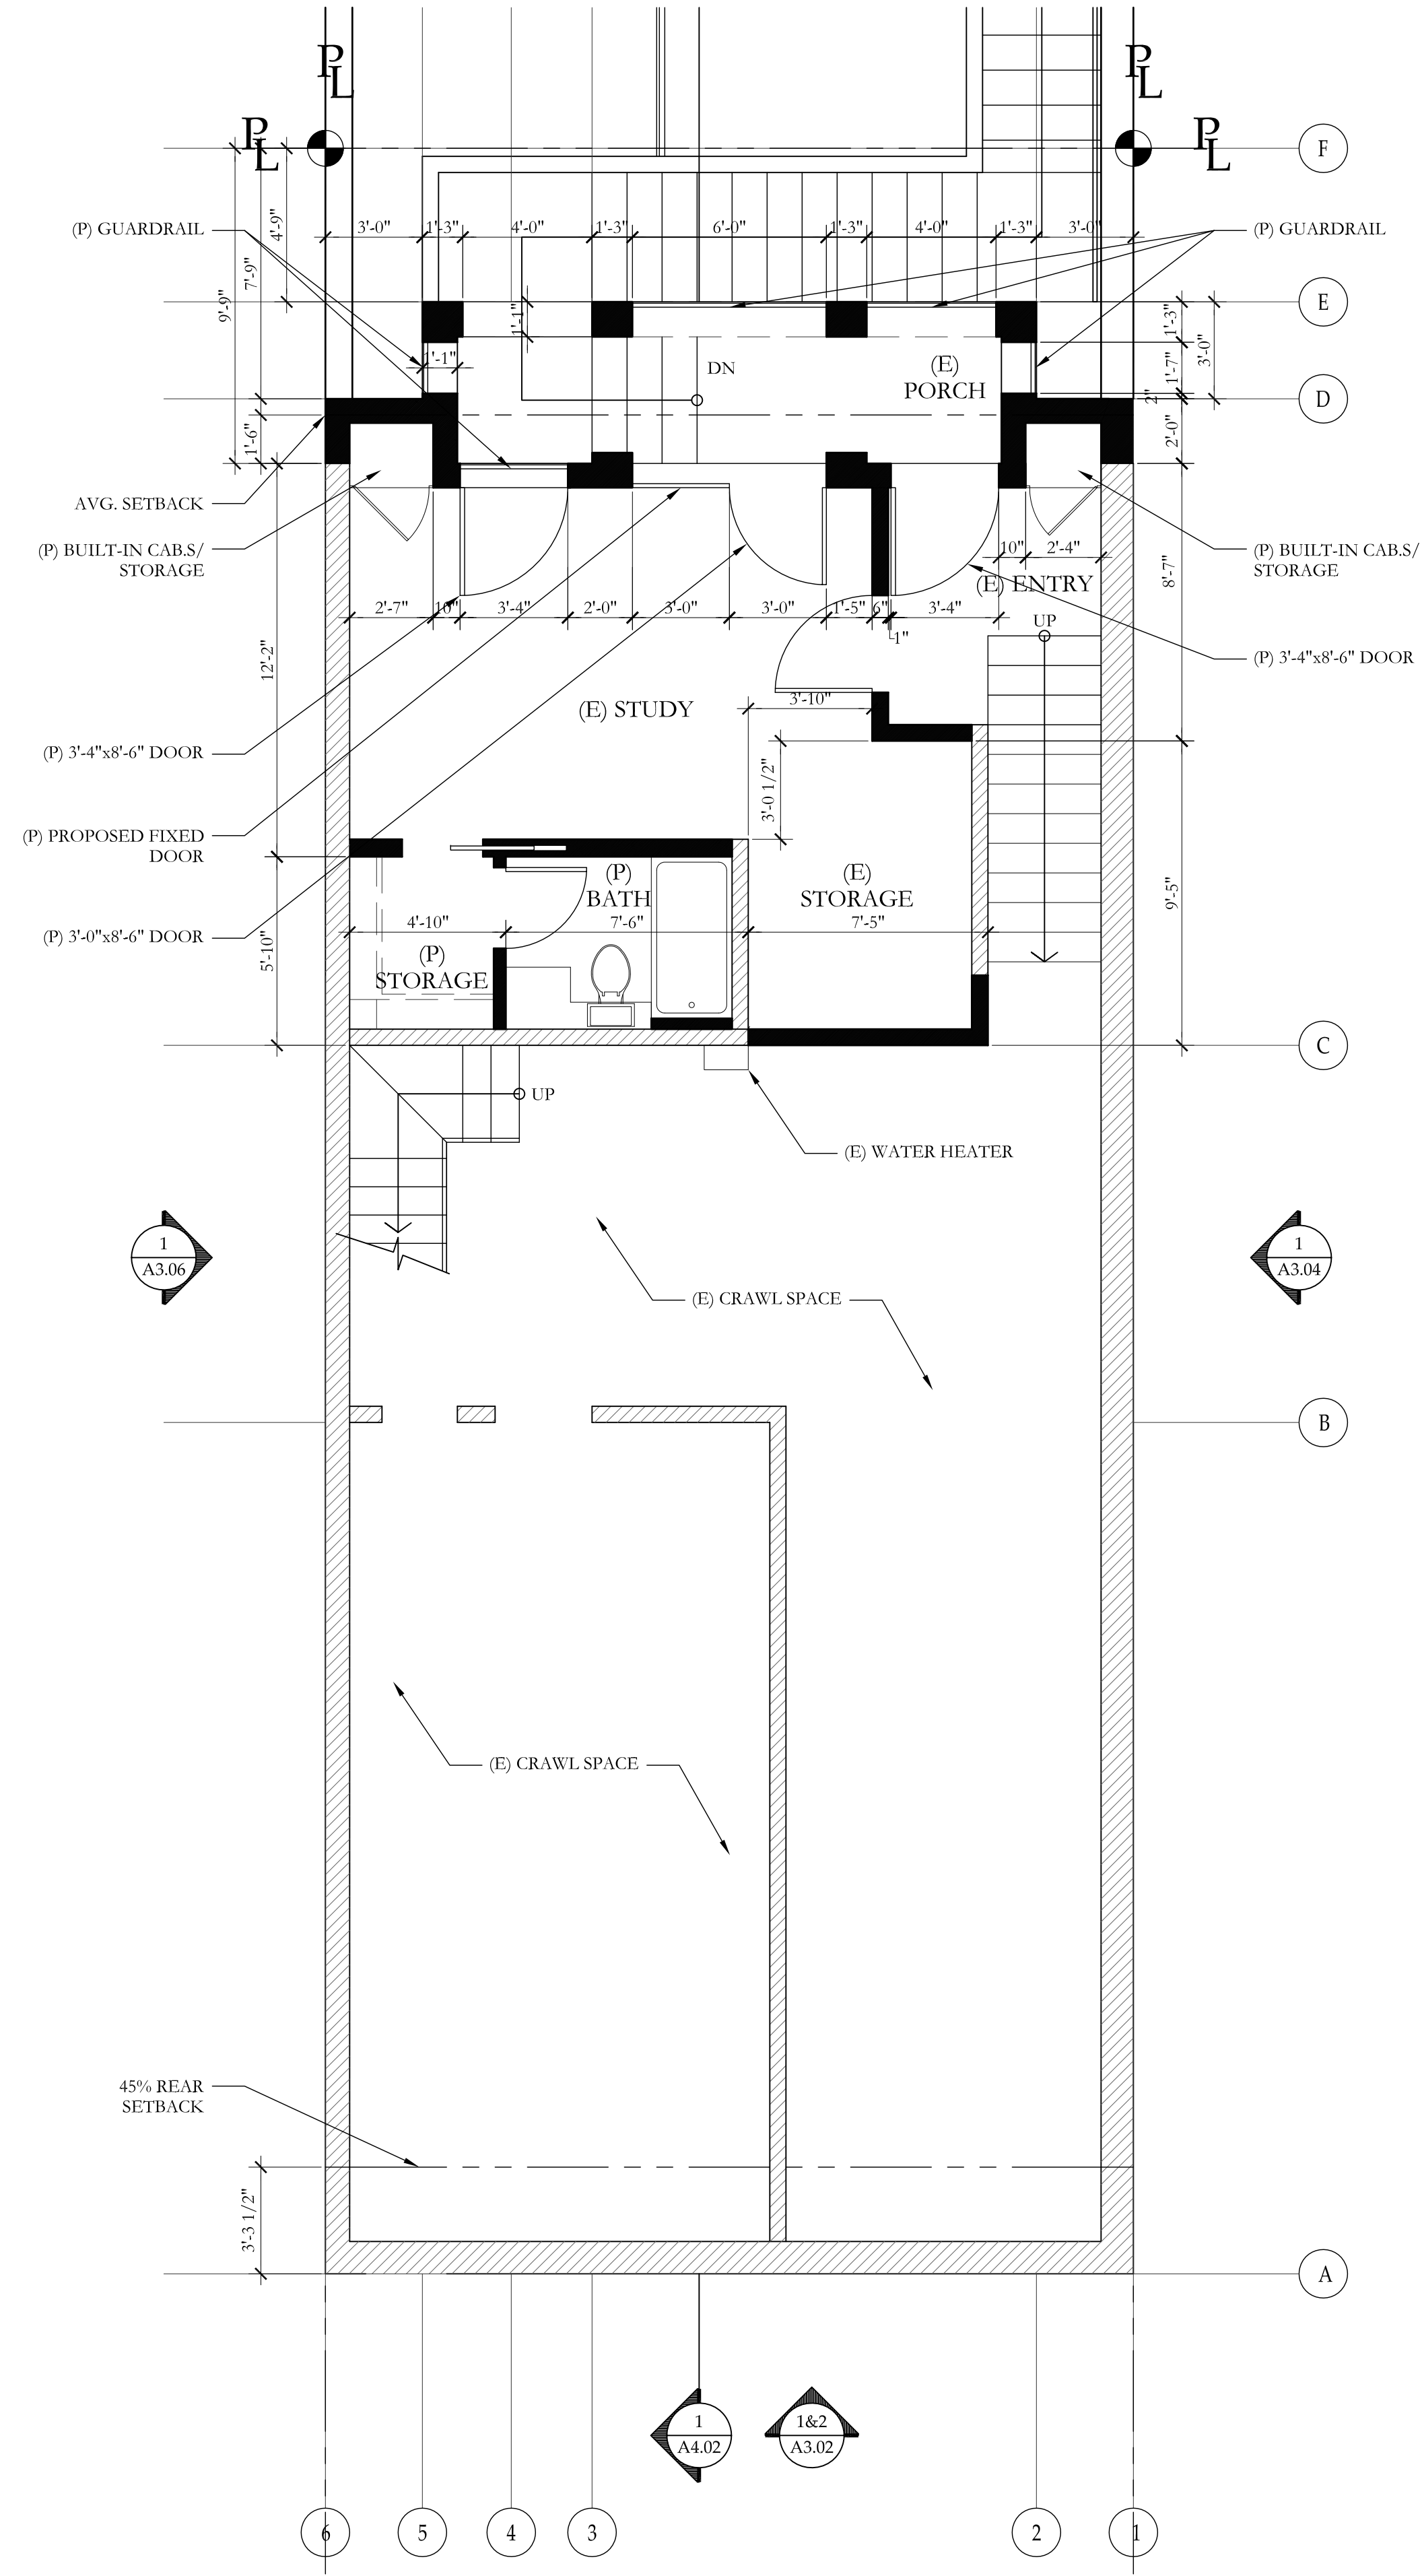 PL
PL
PL
PL
F
(P) GUARDRAIL
4'-9"
7'-9"
9'-9"
3'-0"
1'-3"
4'-0"
1'-3"
6'-0"
1'-3"
4'-0"
1'-3"
3'-0"
(P) GUARDRAIL
E
1'-1"
1'-1"
DN
(E)
PORCH
1'-3"
1'-7"
3'-0"
2"
2'-0"
D
1'-6"
AVG. SETBACK
(P) BUILT-IN CAB.S/
STORAGE
10"
2'-4"
(P) BUILT-IN CAB.S/
STORAGE
8'-7"
(E) ENTRY
2'-7"
10"
3'-4"
2'-0"
3'-0"
3'-0"
1'-5"
6"
3'-4"
1"
UP
(P) 3'-4"x8'-6" DOOR
12'-2"
3'-10"
(E) STUDY
(P) 3'-4"x8'-6" DOOR
3'-0 1/2"
(P) PROPOSED FIXED
DOOR
(P)
BATH
(E)
STORAGE
9'-5"
4'-10"
7'-6"
7'-5"
(P) 3'-0"x8'-6" DOOR
5'-10"
(P)
STORAGE
C
UP
(E) WATER HEATER
1
A3.06
1
A3.04
(E) CRAWL SPACE
B
(E) CRAWL SPACE
45% REAR
SETBACK
3'-3 1/2"
A
1
A4.02
1&2
A3.02
6
5
4
3
2
1